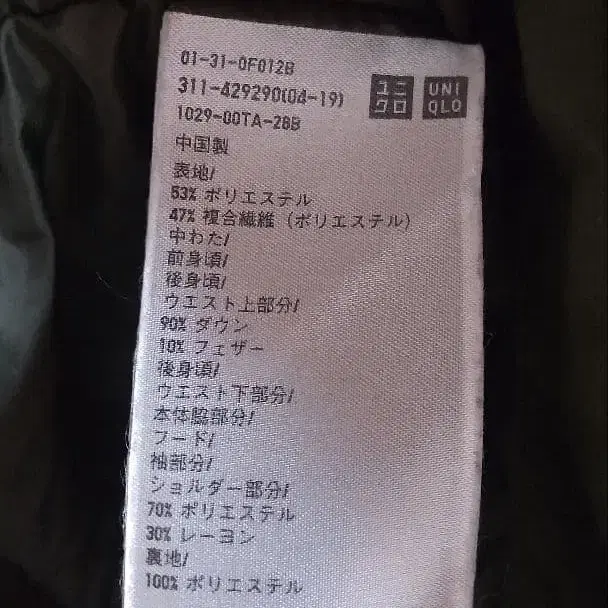 01-31-0F012B
311-429290(04-19)
1029-00TA-28B
ユニクロ
UNIQLO
中国製
表地/
53% ポリエステル
47% 複合繊維（ポリエステル）
中わた/
前身頃/
後身頃/
ウエスト上部分/
90% ダウン
10% フェザー
後身頃/
ウエスト下部分/
本体脇部分/
フード/
袖部分/
ショルダー部分/
70% ポリエステル
30% レーヨン
裏地/
100% ポリエステル